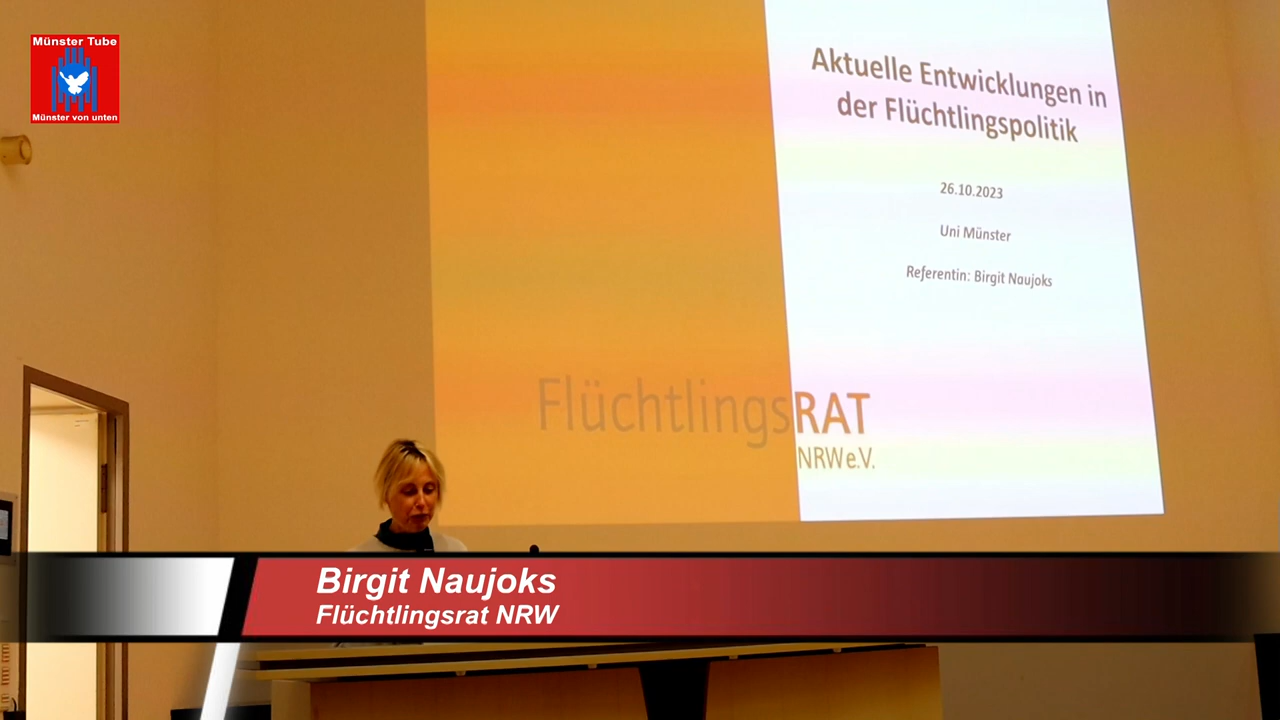 Münster Tube
Münster von unten
Aktuelle Entwicklungen in
der Flüchtlingspolitik
26.10.2023
Uni Münster
Referentin: Birgit Naujoks
FlüchtlingsRAT
NRW e.V.
Birgit Naujoks
Flüchtlingsrat NRW